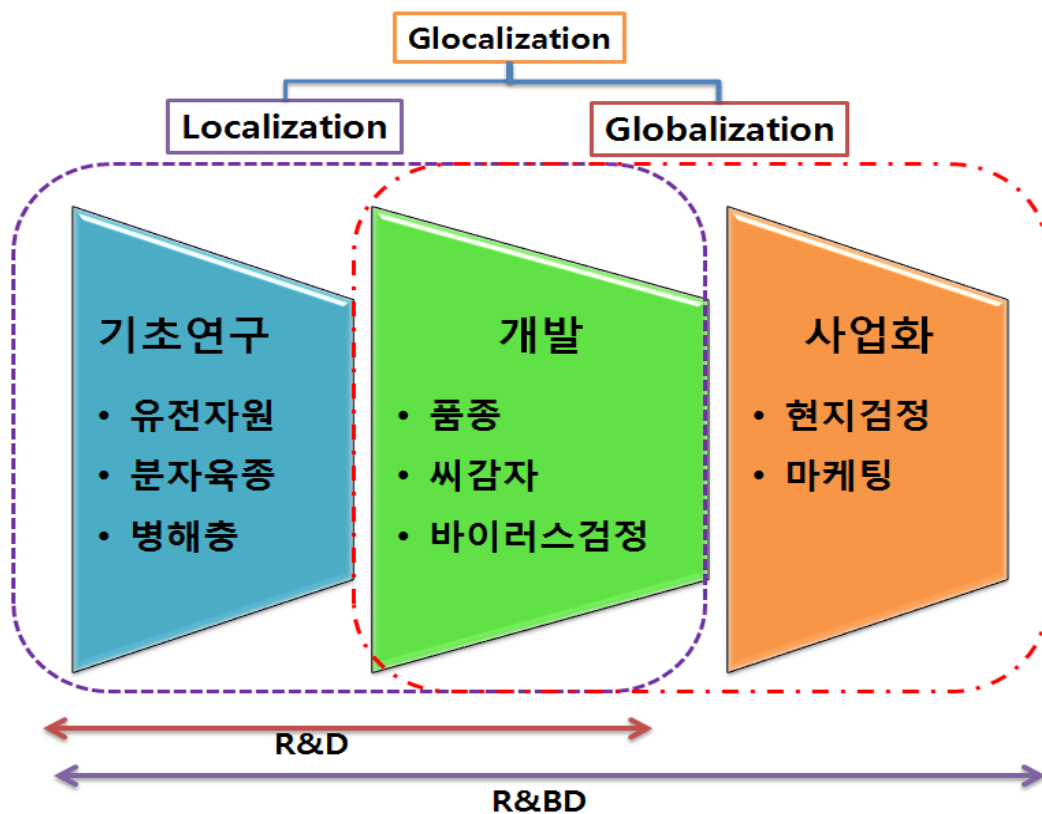 Glocalization
Localization
Globalization
기초연구
• 유전자원
• 분자육종
• 병해충
개발
• 품종
• 씨감자
• 바이러스검정
사업화
• 현지검정
• 마케팅
R&D
R&BD